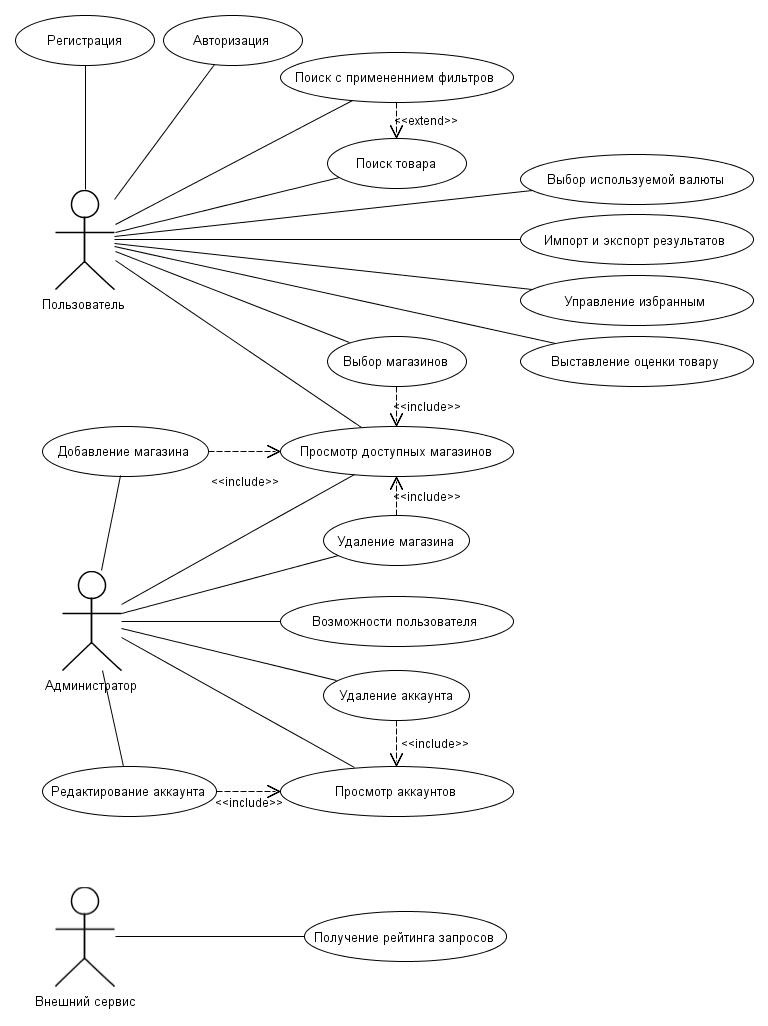 Регистрация
Авторизация
Поиск с примененнием фильтров
<<extend>>
Поиск товара
Выбор используемой валюты
Импорт и экспорт результатов
Управление избранным
Пользователь
Выставление оценки товару
Выбор магазинов
<<include>>
Добавление магазина
Просмотр доступных магазинов
<<include>>
<<include>>
Удаление магазина
Возможности пользователя
Администратор
Удаление аккаунта
<<include>>
Редактирование аккаунта
Просмотр аккаунтов
<<include>>
Получение рейтинга запросов
Внешний сервис